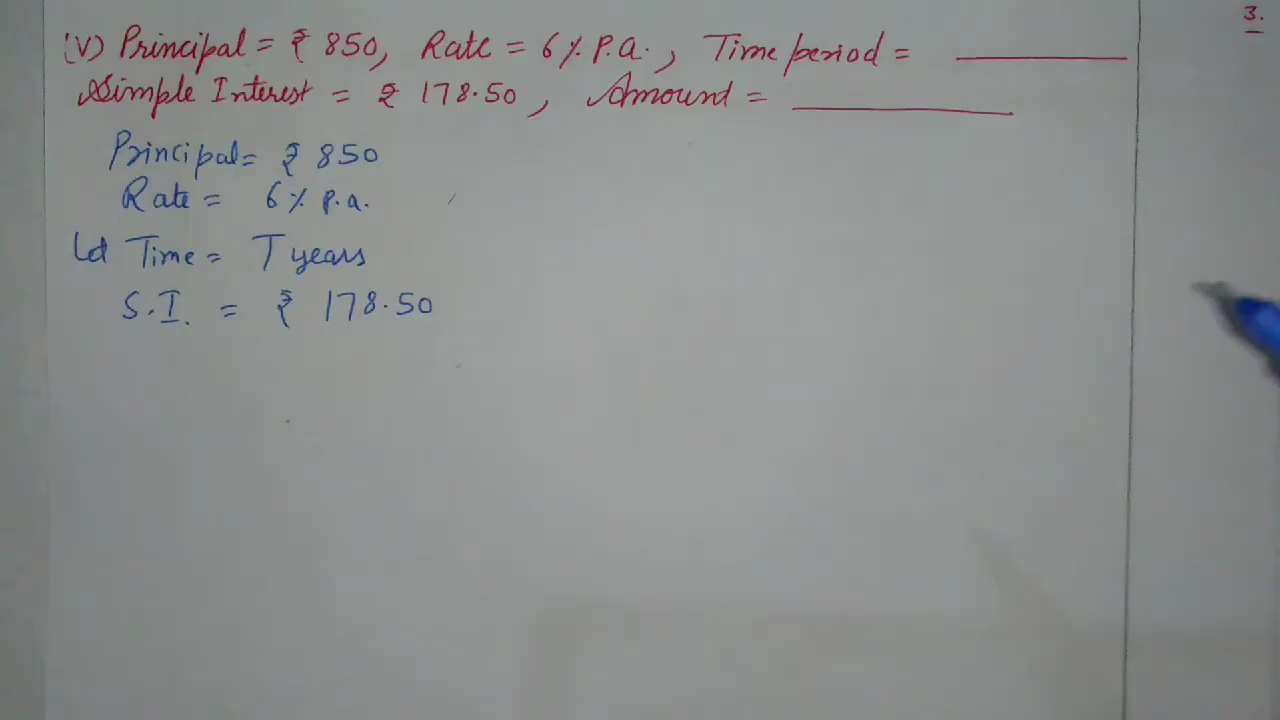 (V) Principal = ₹ 850, Rate = 6% P.a., Time period = ________
Simple Interest = ₹ 178.50, Amount = ________
Principal = ₹ 850
Rate = 6% P.a.
Let Time = T years
S.I. = ₹ 178.50
3.